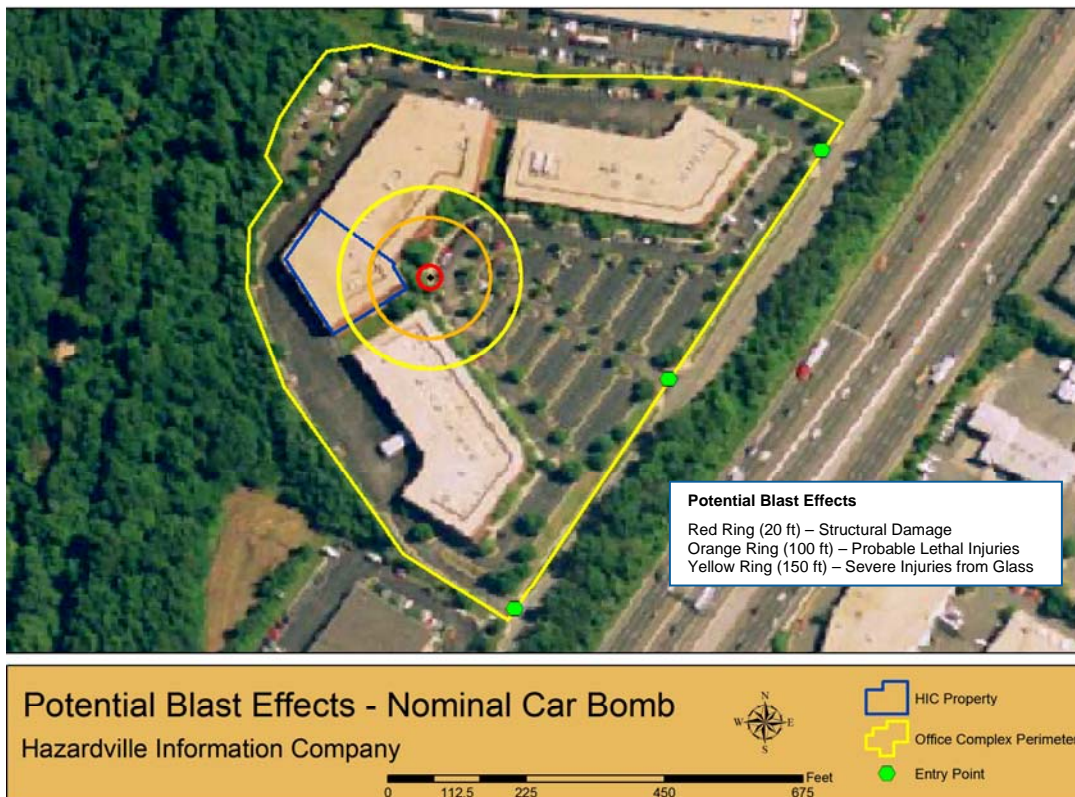 Potential Blast Effects
Red Ring (20 ft) – Structural Damage
Orange Ring (100 ft) – Probable Lethal Injuries
Yellow Ring (150 ft) – Severe Injuries from Glass
Potential Blast Effects - Nominal Car Bomb
Hazardville Information Company
N
W E
S
HIC Property
Office Complex Perimeter
Entry Point
Feet
0 112.5 225 450 675